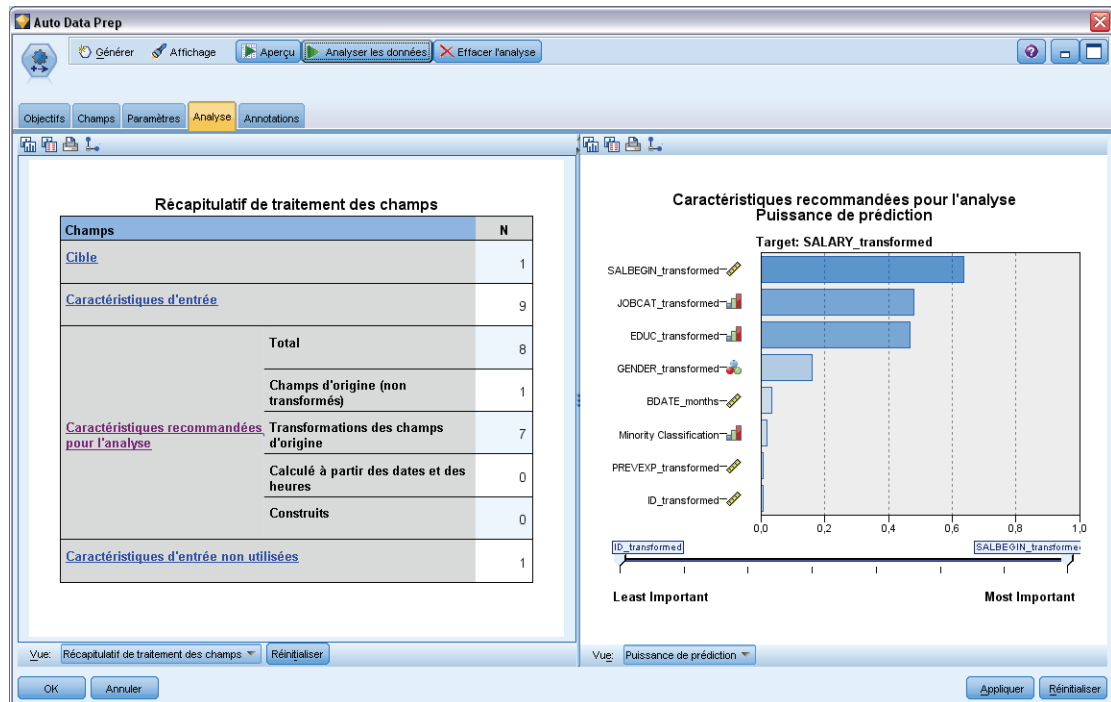 Auto Data Prep
Générer Affichage Aperçu Analyser les données Effacer l'analyse
Objectifs Champs Paramètres Analyse Annotations
Récapitulatif de traitement des champs
Champs N
Cible 1
Caractéristiques d'entrée 9
Caractéristiques recommandées pour l'analyse
Total 8
Champs d'origine (non transformés) 1
Transformations des champs d'origine 7
Calculé à partir des dates et des heures 0
Construits 0
Caractéristiques d'entrée non utilisées 1
Vue: Récapitulatif de traitement des champs Réinitialiser
Caractéristiques recommandées pour l'analyse
Puissance de prédiction
Target: SALARY_transformed
SALBEGIN_transformed
JOBCAT_transformed
EDUC_transformed
GENDER_transformed
BDATE_months
Minority Classification
PREVEXP_transformed
ID_transformed
0,0 0,2 0,4 0,6 0,8 1,0
ID_transformed SALBEGIN_transforme
Least Important Most Important
Vue: Puissance de prédiction
OK Annuler Appliquer Réinitialiser